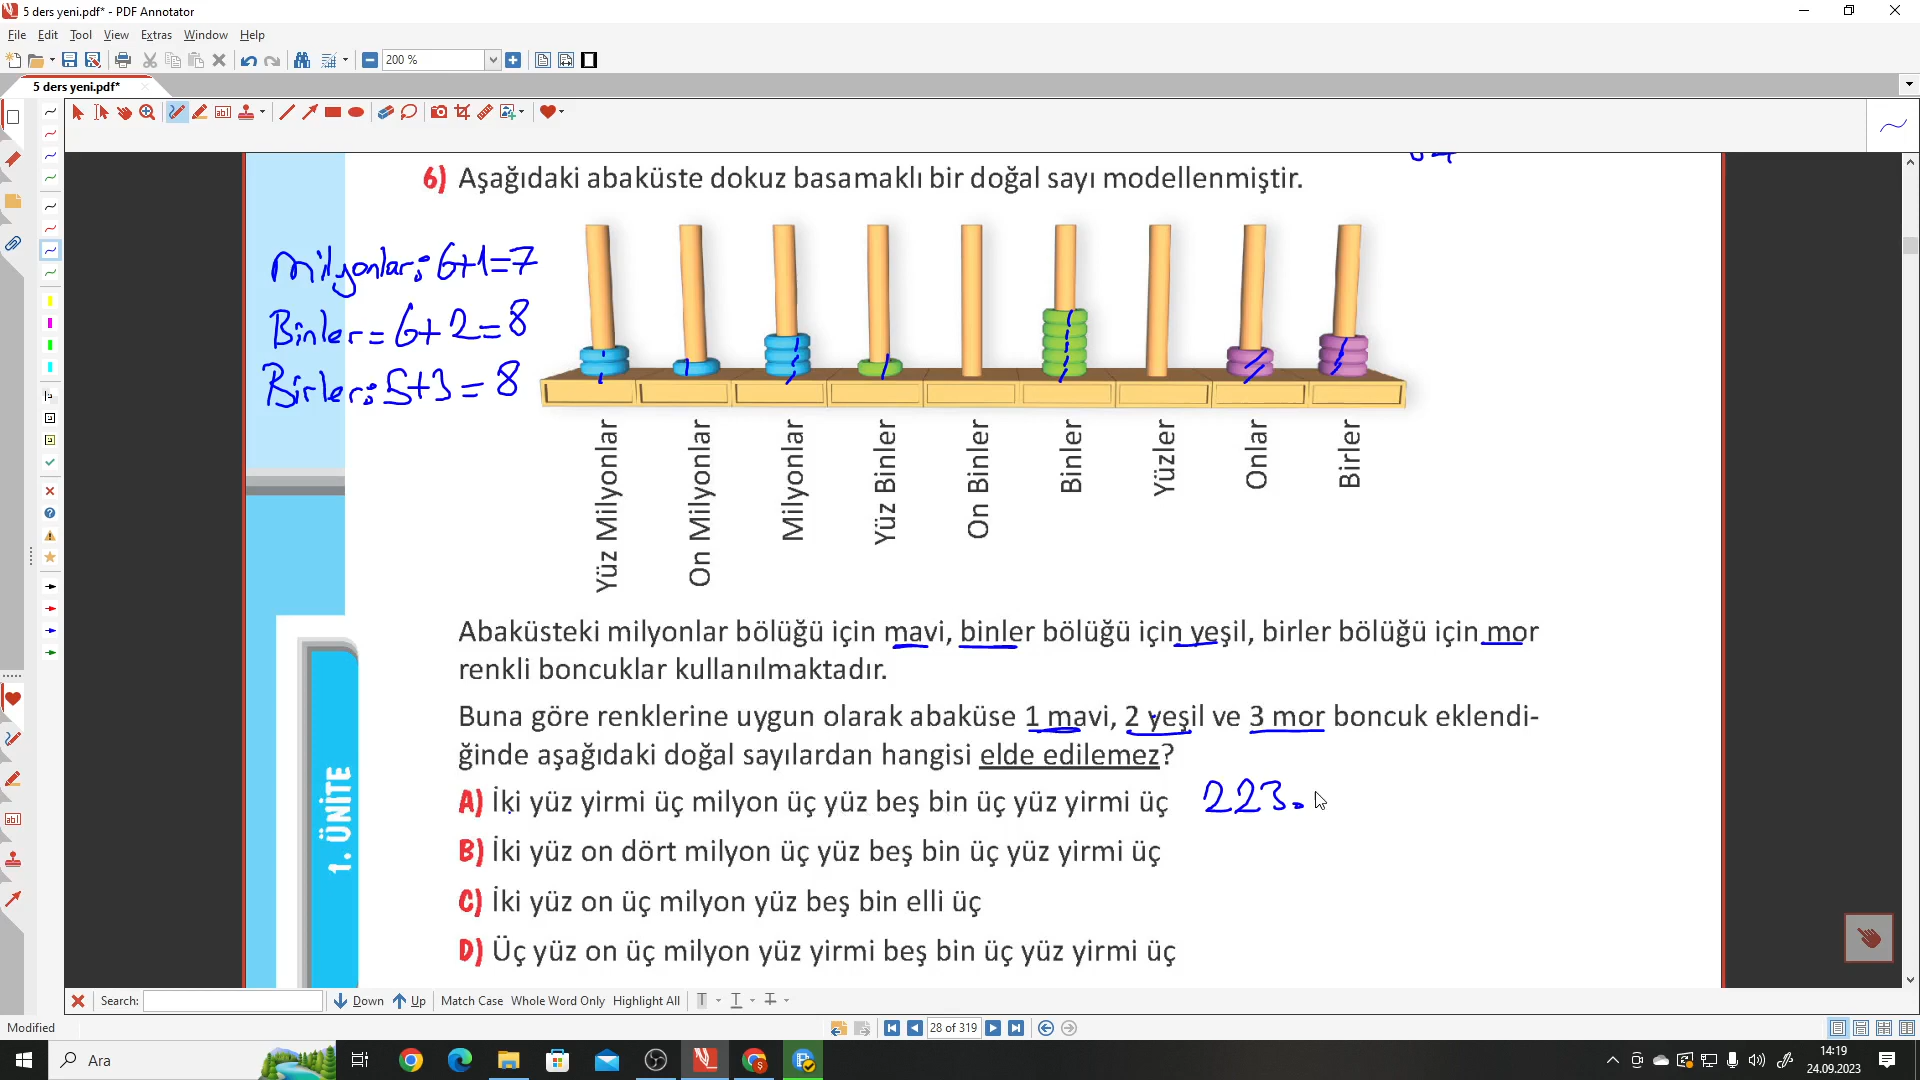 5 ders yeni.pdf* - PDF Annotator
File Edit Tool View Extras Window Help
200 %
5 ders yeni.pdf*
6) Aşağıdaki abaküste dokuz basamaklı bir doğal sayı modellenmiştir.
Milyonlar: 6+1=7
Binler = 6+2=8
Birler: 5+3 = 8
Yüz Milyonlar
On Milyonlar
Milyonlar
Yüz Binler
On Binler
Binler
Yüzler
Onlar
Birler
Abaküsteki milyonlar bölüğü için mavi, binler bölüğü için yeşil, birler bölüğü için mor
renkli boncuklar kullanılmaktadır.
Buna göre renklerine uygun olarak abaküse 1 mavi, 2 yeşil ve 3 mor boncuk eklendi-
ğinde aşağıdaki doğal sayılardan hangisi elde edilemez?
A) İki yüz yirmi üç milyon üç yüz beş bin üç yüz yirmi üç 223.
B) İki yüz on dört milyon üç yüz beş bin üç yüz yirmi üç
C) İki yüz on üç milyon yüz beş bin elli üç
D) Üç yüz on üç milyon yüz yirmi beş bin üç yüz yirmi üç
1. ÜNİTE
Search: Down Up Match Case Whole Word Only Highlight All
Modified
28 of 319
Ara
14:19
24.09.2023